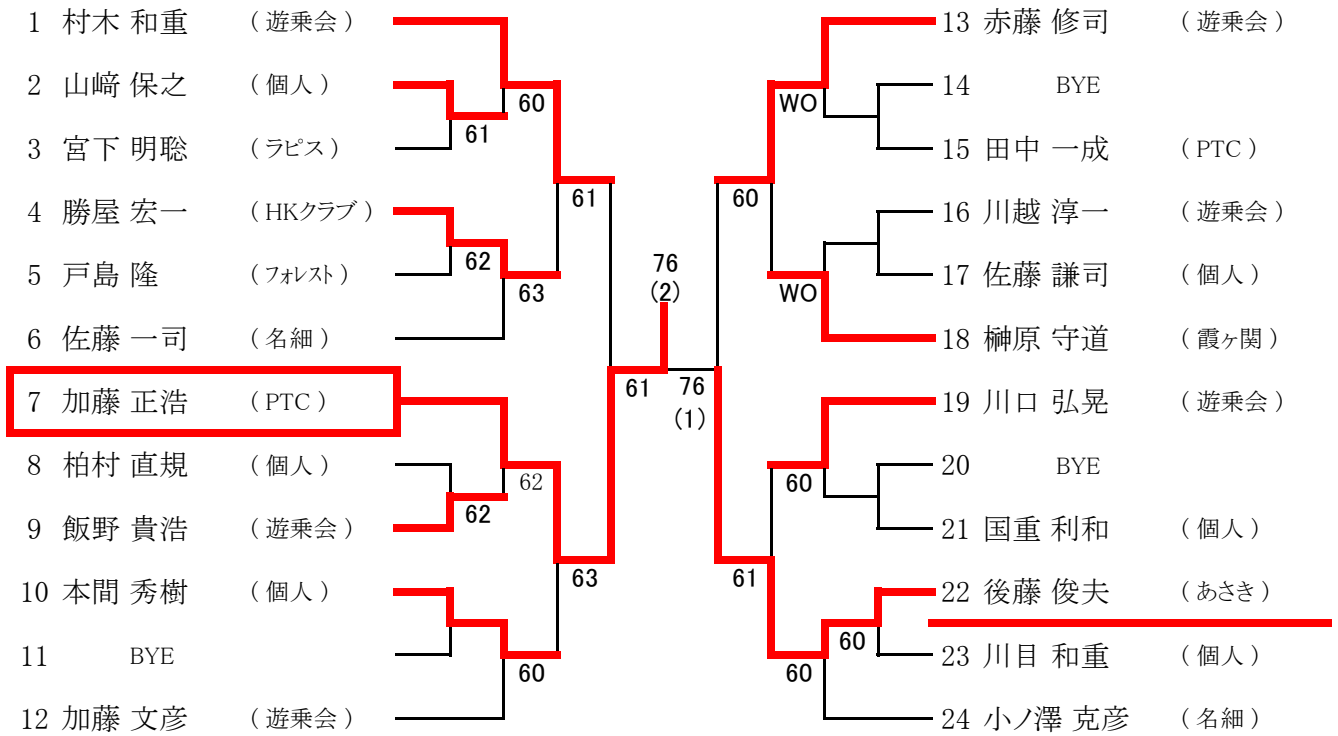 1 村木 和重 (遊乗会)
2 山﨑 保之 (個人)
3 宮下 明聡 (ラピス)
4 勝屋 宏一 (HKクラブ)
5 戸島 隆 (フォレスト)
6 佐藤 一司 (名細)
7 加藤 正浩 (PTC)
8 柏村 直規 (個人)
9 飯野 貴浩 (遊乗会)
10 本間 秀樹 (個人)
11 BYE
12 加藤 文彦 (遊乗会)
61
62
62
60
63
62
60
61
63
61
76
(2)
76
(1)
60
61
WO
WO
60
60
60
13 赤藤 修司 (遊乗会)
14 BYE
15 田中 一成 (PTC)
16 川越 淳一 (遊乗会)
17 佐藤 謙司 (個人)
18 榊原 守道 (霞ヶ関)
19 川口 弘晃 (遊乗会)
20 BYE
21 国重 利和 (個人)
22 後藤 俊夫 (あさき)
23 川目 和重 (個人)
24 小ノ澤 克彦 (名細)